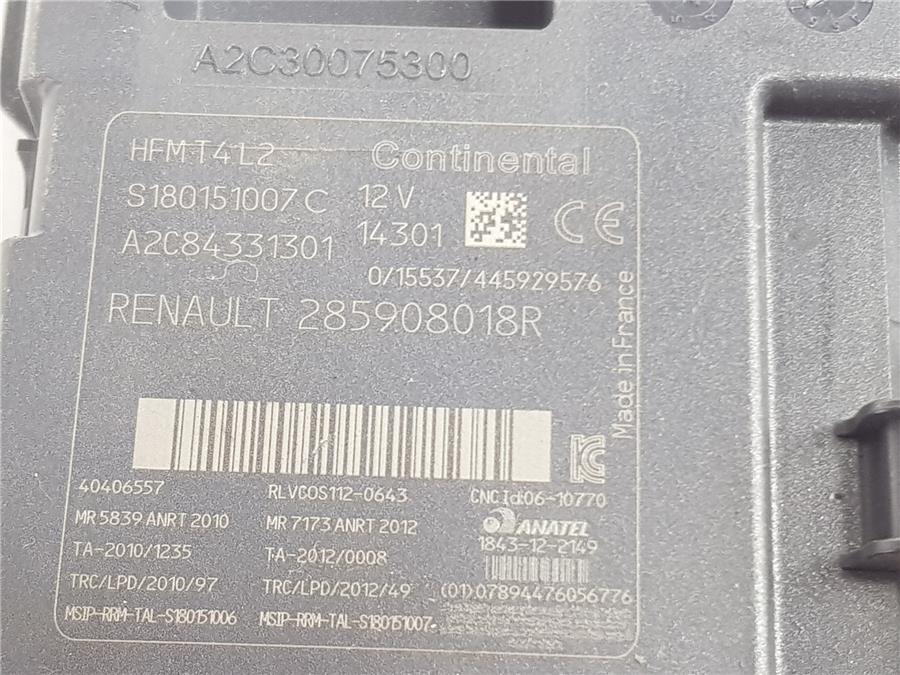 A2C30075300
HFM T4 L2 Continental
S180151007 C 12 V
A2C84331301 14301 CE
0/15537/445929576
RENAULT 285908018R
Made in France
40406557 RLVCOS112-0643 CNC Id:06-10770
MR 5839 ANRT 2010 MR 7173 ANRT 2012 ANATEL
TA-2010/1235 TA-2012/0008 1843-12-2149
TRC/LPD/2010/97 TRC/LPD/2012/49 (01)07894476056776
MSIP-RRM-TAL-S180151006 MSIP-RRM-TAL-S180151007-